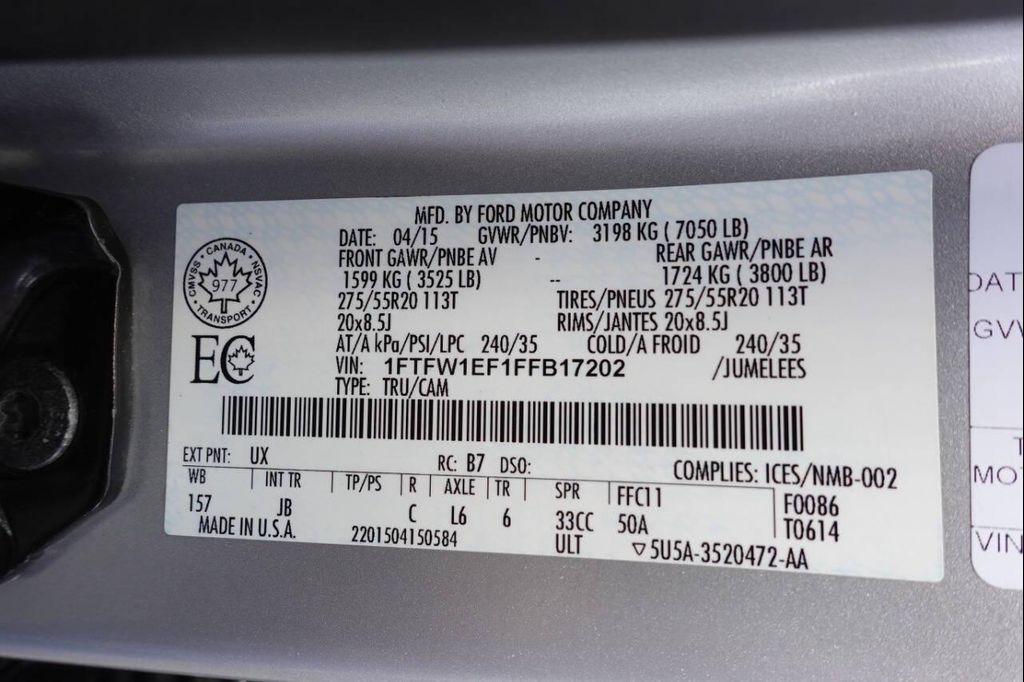 MFD. BY FORD MOTOR COMPANY
DATE: 04/15 GVWR/PNBV: 3198 KG ( 7050 LB)
FRONT GAWR/PNBE AV - REAR GAWR/PNBE AR
1599 KG ( 3525 LB) -- 1724 KG ( 3800 LB)
275/55R20 113T TIRES/PNEUS 275/55R20 113T
20x8.5J RIMS/JANTES 20x8.5J
AT/A kPa/PSI/LPC 240/35 COLD/A FROID 240/35
VIN: 1FTFW1EF1FFB17202 /JUMELEES
TYPE: TRU/CAM
CANADA
CMVSS 977 NSVAC
TRANSPORT
EC
EXT PNT: UX RC: B7 DSO: COMPLIES: ICES/NMB-002
WB INT TR TP/PS R AXLE TR SPR FFC11 F0086
157 JB C L6 6 33CC 50A T0614
MADE IN U.S.A. 2201504150584 ULT ▽5U5A-3520472-AA
DAT
GVW
T
MOT
VIN